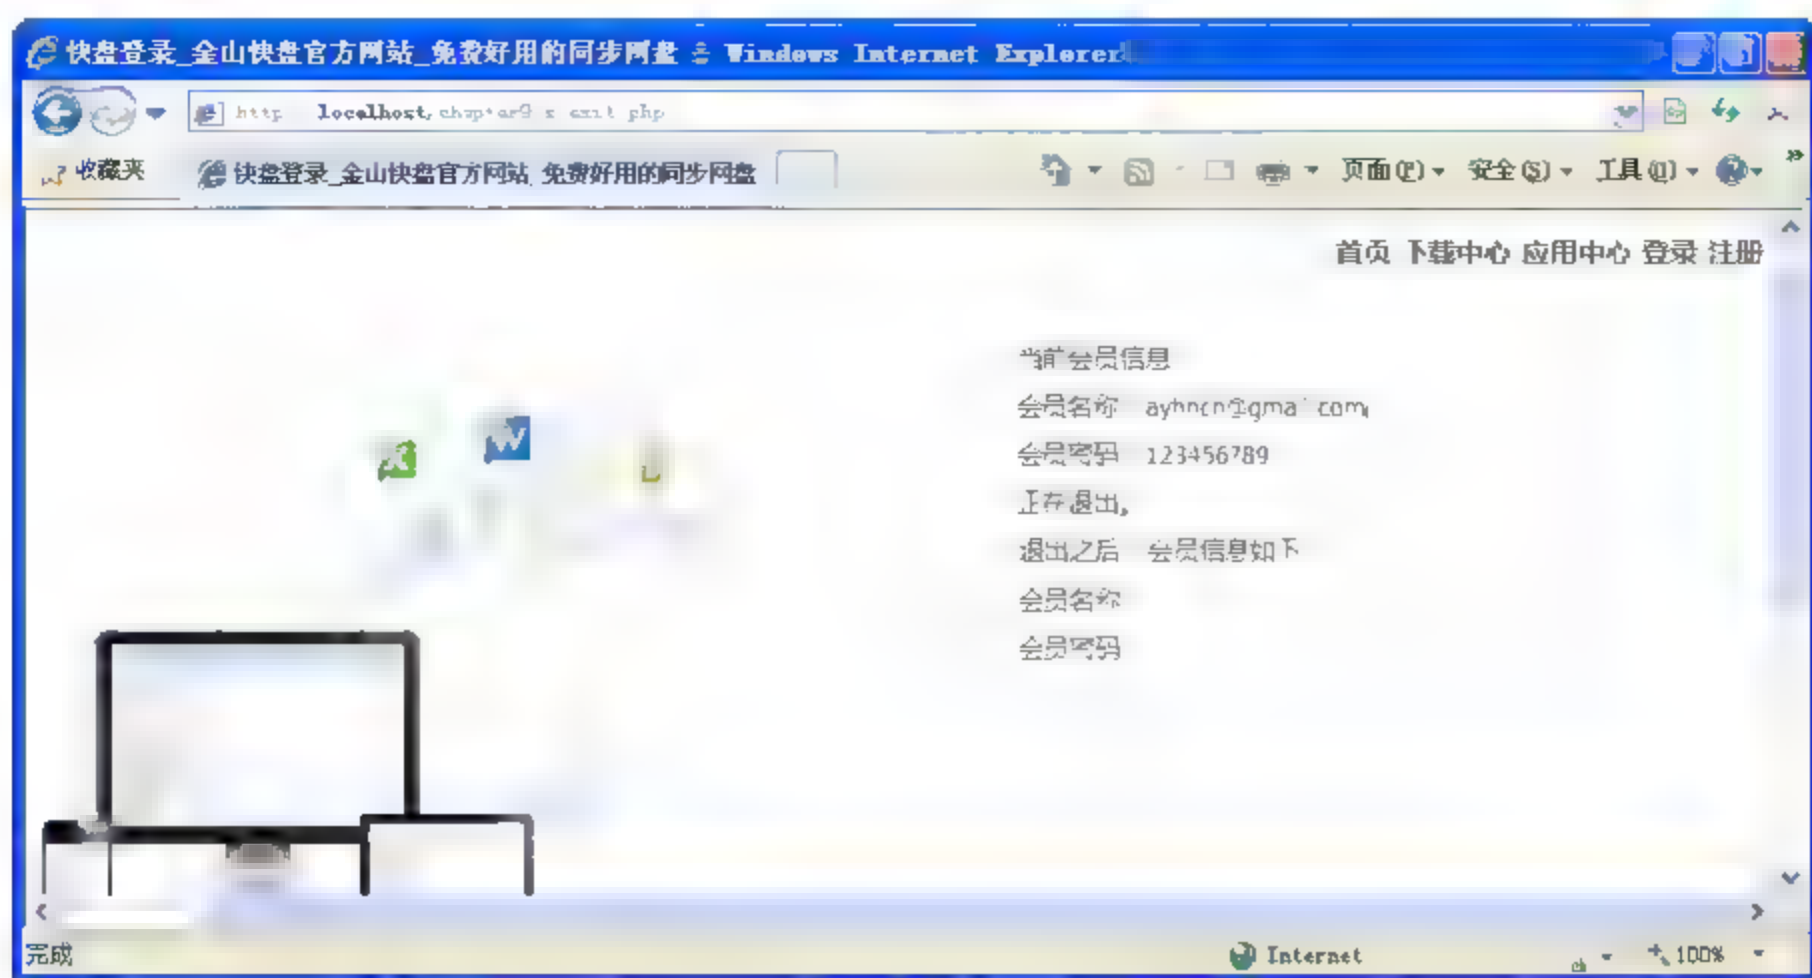 快盘登录_金山快盘官方网站_免费好用的同步网盘 Windows Internet Explorer
http localhost
收藏夹 快盘登录_金山快盘官方网站 免费好用的同步网盘 页面(P) 安全(S) 工具(O) »
首页 下载中心 应用中心 登录 注册
当前会员信息
会员名称
会员密码 123456789
正在退出,
退出之后 会员信息如下
会员名称
会员密码
完成 Internet 100%